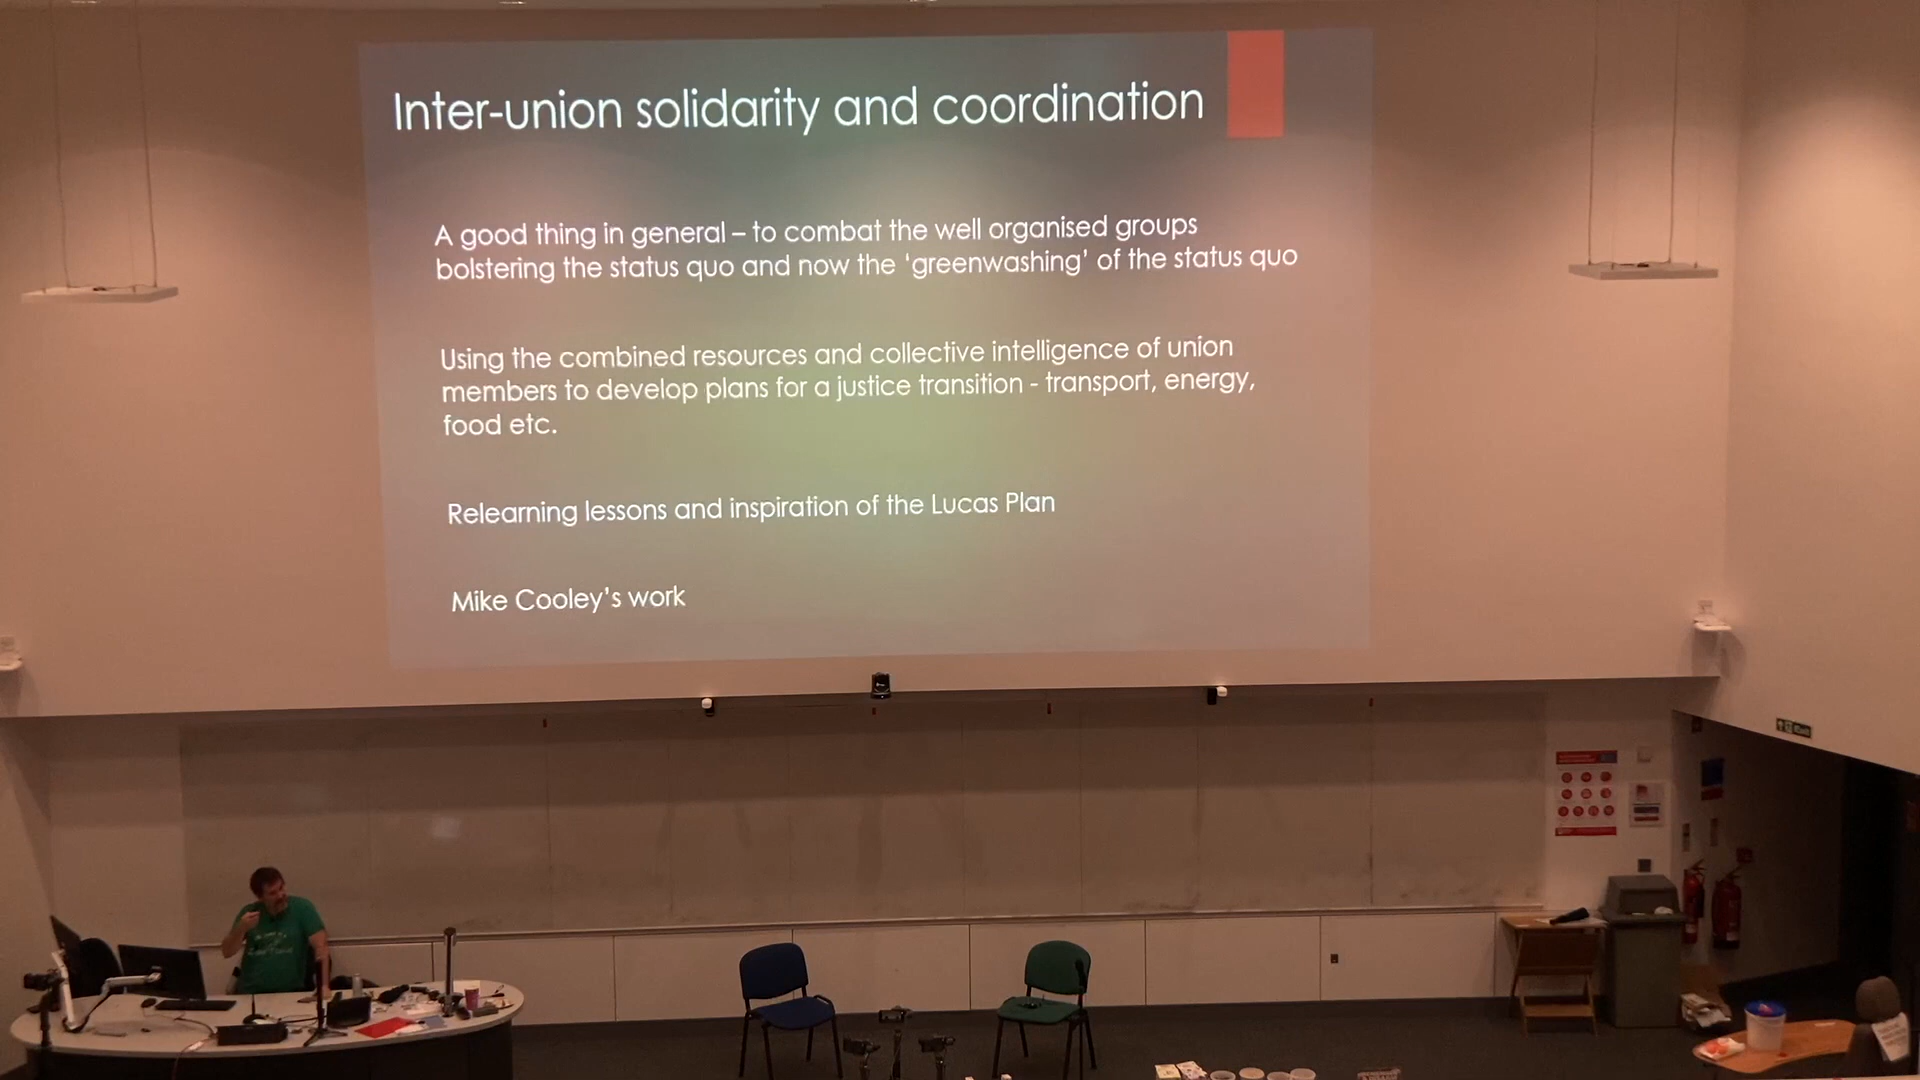 Inter-union solidarity and coordination
A good thing in general – to combat the well organised groups
bolstering the status quo and now the ‘greenwashing’ of the status quo
Using the combined resources and collective intelligence of union
members to develop plans for a justice transition - transport, energy,
food etc.
Relearning lessons and inspiration of the Lucas Plan
Mike Cooley’s work